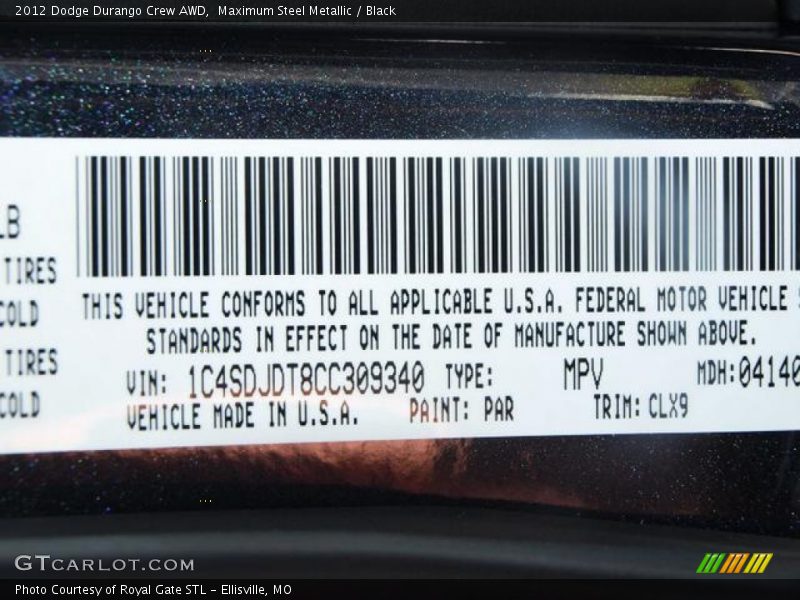 2012 Dodge Durango Crew AWD, Maximum Steel Metallic / Black
LB
TIRES
COLD
TIRES
COLD
THIS VEHICLE CONFORMS TO ALL APPLICABLE U.S.A. FEDERAL MOTOR VEHICLE
STANDARDS IN EFFECT ON THE DATE OF MANUFACTURE SHOWN ABOVE.
VIN: 1C4SDJDT8CC309340 TYPE: MPV MDH: 04140
VEHICLE MADE IN U.S.A. PAINT: PAR TRIM: CLX9
GTCARLOT.COM
Photo Courtesy of Royal Gate STL - Ellisville, MO